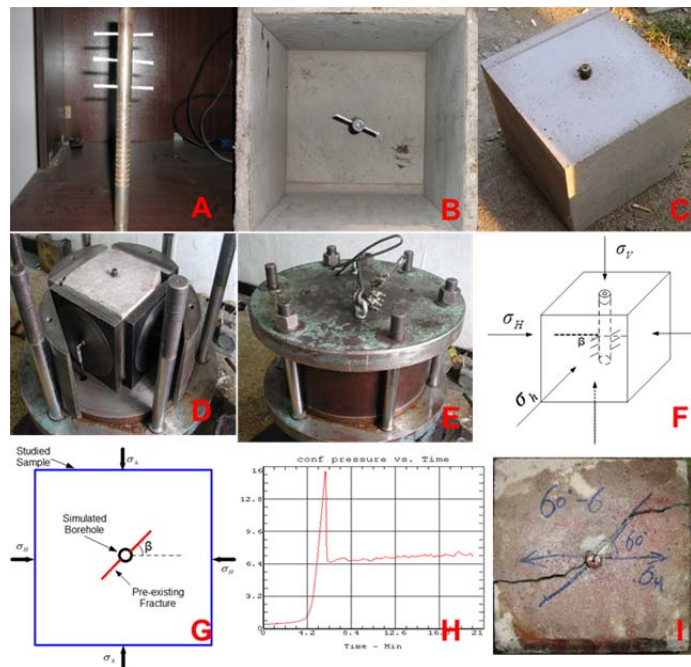 A
B
C
D
E
σV
σH
β
σh
F
Studied
Sample
σh
Simulated
Borehole
β
σH
σH
Pre-existing
Fracture
σh
G
conf pressure vs. Time
16
12.8
9.6
6.4
3.2
0
0
4.2
8.4
12.6
16.8
21
Time - Min
H
60°-6
60°
σH
I